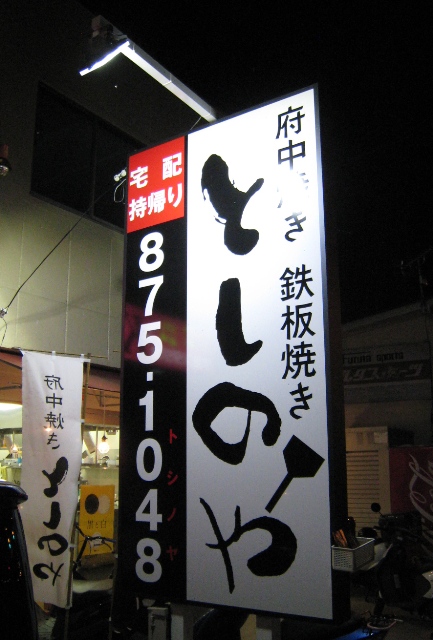 府中焼き
鉄板焼き
としのや
宅配
持帰り
875-1048
トシノヤ
府中焼き
としのや